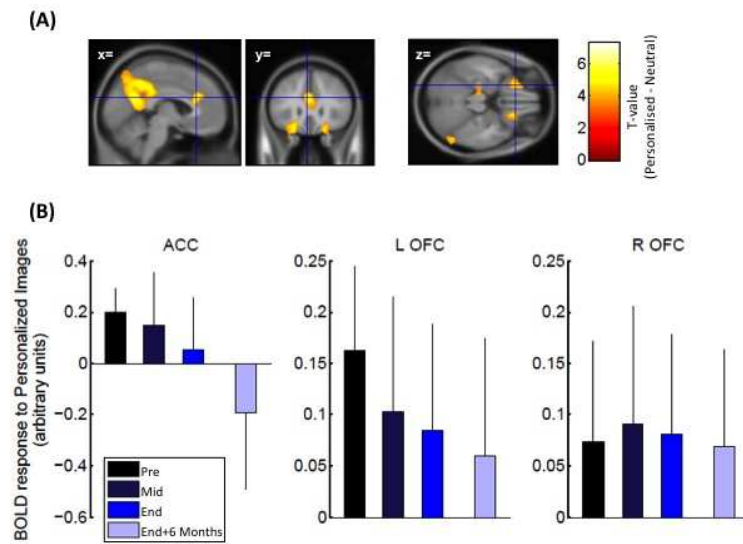 (A)
x=
y=
z=
6
4
2
0
T-value
(Personalised - Neutral)
(B)
BOLD response to Personalized Images
(arbitrary units)
ACC
0.4
0.2
0
−0.2
−0.4
−0.6
Pre
Mid
End
End+6 Months
L OFC
0.25
0.2
0.15
0.1
0.05
0
R OFC
0.25
0.2
0.15
0.1
0.05
0